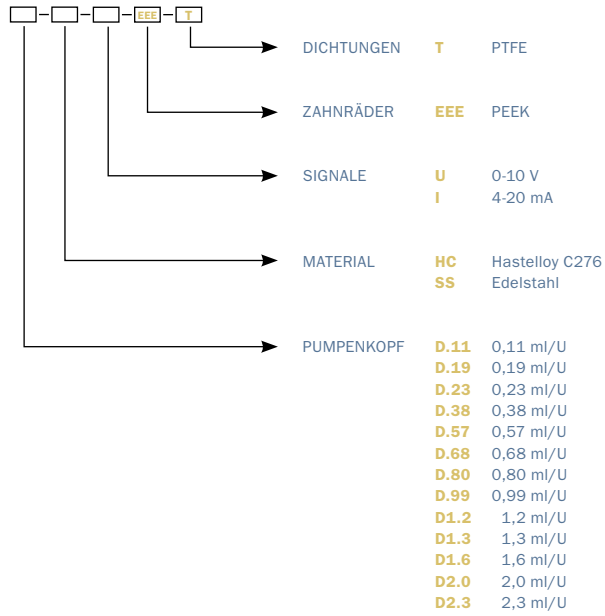 EEE T
DICHTUNGEN T PTFE
ZAHNRÄDER EEE PEEK
SIGNALE U 0-10 V
I 4-20 mA
MATERIAL HC Hastelloy C276
SS Edelstahl
PUMPENKOPF D.11 0,11 ml/U
D.19 0,19 ml/U
D.23 0,23 ml/U
D.38 0,38 ml/U
D.57 0,57 ml/U
D.68 0,68 ml/U
D.80 0,80 ml/U
D.99 0,99 ml/U
D1.2 1,2 ml/U
D1.3 1,3 ml/U
D1.6 1,6 ml/U
D2.0 2,0 ml/U
D2.3 2,3 ml/U